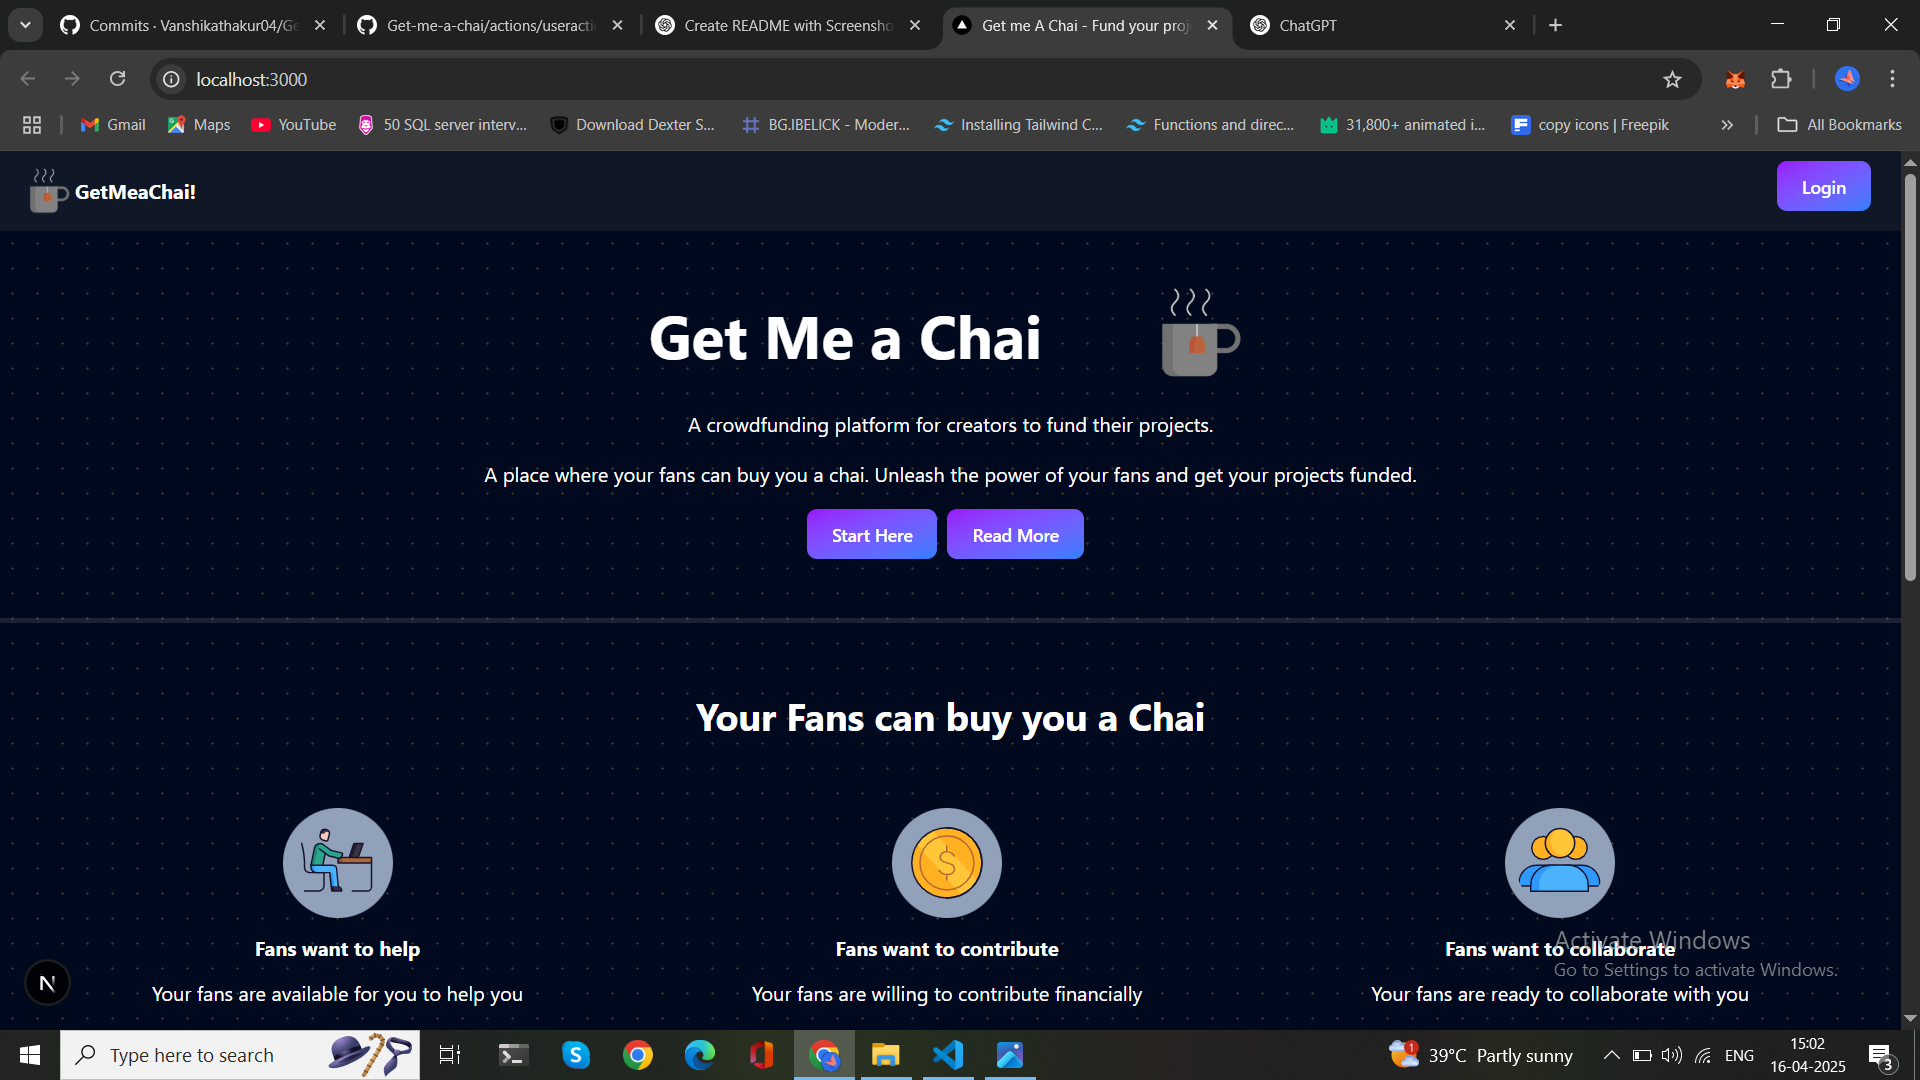 Commits · Vanshikathakur04/Ge
Get-me-a-chai/actions/useracti
Create README with Screensho
Get me A Chai - Fund your proj
ChatGPT
localhost:3000
Gmail
Maps
YouTube
50 SQL server interv...
Download Dexter S...
BG.IBELICK - Moder...
Installing Tailwind C...
Functions and direc...
31,800+ animated i...
copy icons | Freepik
All Bookmarks
GetMeaChai!
Login
Get Me a Chai
A crowdfunding platform for creators to fund their projects.
A place where your fans can buy you a chai. Unleash the power of your fans and get your projects funded.
Start Here
Read More
Your Fans can buy you a Chai
Fans want to help
Fans want to contribute
Fans want to collaborate
Your fans are available for you to help you
Your fans are willing to contribute financially
Your fans are ready to collaborate with you
Activate Windows
Go to Settings to activate Windows.
N
Type here to search
1
39°C Partly sunny
ENG
15:02
16-04-2025
3